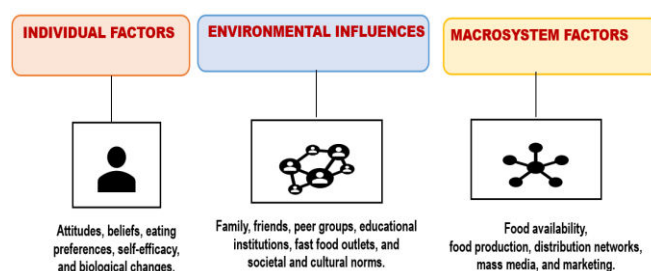 INDIVIDUAL FACTORS
ENVIRONMENTAL INFLUENCES
MACROSYSTEM FACTORS
Attitudes, beliefs, eating
preferences, self-efficacy,
and biological changes.
Family, friends, peer groups, educational
institutions, fast food outlets, and
societal and cultural norms.
Food availability,
food production, distribution networks,
mass media, and marketing.